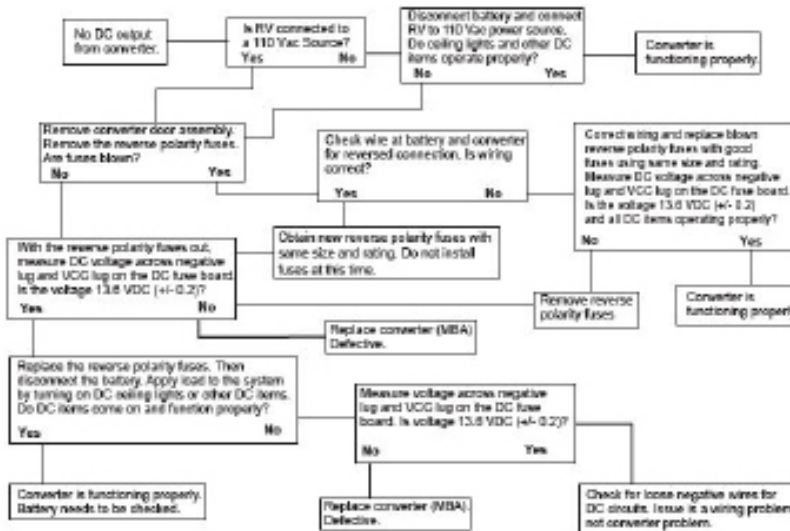 No DC output
from converter.
Is RV connected to
a 110 Vac Source?
Yes No
Disconnect battery and connect
RV to 110 Vac power source.
Do ceiling lights and other DC
items operate properly?
No Yes
Converter is
functioning properly.
Remove converter door assembly.
Remove the reverse polarity fuses.
Are fuses blown?
No Yes
Check wire at battery and converter
for reversed connection. Is wiring
correct?
Yes No
Correct wiring and replace blown
reverse polarity fuses with good
fuses using same size and rating.
Measure DC voltage across negative
lug and VCC lug on the DC fuse board.
Is the voltage 13.6 VDC (+/- 0.2)
and all DC items operating properly?
No Yes
With the reverse polarity fuses out,
measure DC voltage across negative
lug and VCC lug on the DC fuse board.
Is the voltage 13.6 VDC (+/- 0.2)?
Yes No
Obtain new reverse polarity fuses with
same size and rating. Do not install
fuses at this time.
Remove reverse
polarity fuses
Converter is
functioning properl
Replace converter (MBA)
Defective.
Replace the reverse polarity fuses. Then
disconnect the battery. Apply load to the system
by turning on DC ceiling lights or other DC items.
Do DC items come on and function properly?
Yes No
Measure voltage across negative
lug and VCC lug on the DC fuse
board. Is voltage 13.6 VDC (+/- 0.2)?
No Yes
Converter is functioning properly.
Battery needs to be checked.
Replace converter (MBA).
Defective.
Check for loose negative wires for
DC circuits. Issue is a wiring problem
not converter problem.